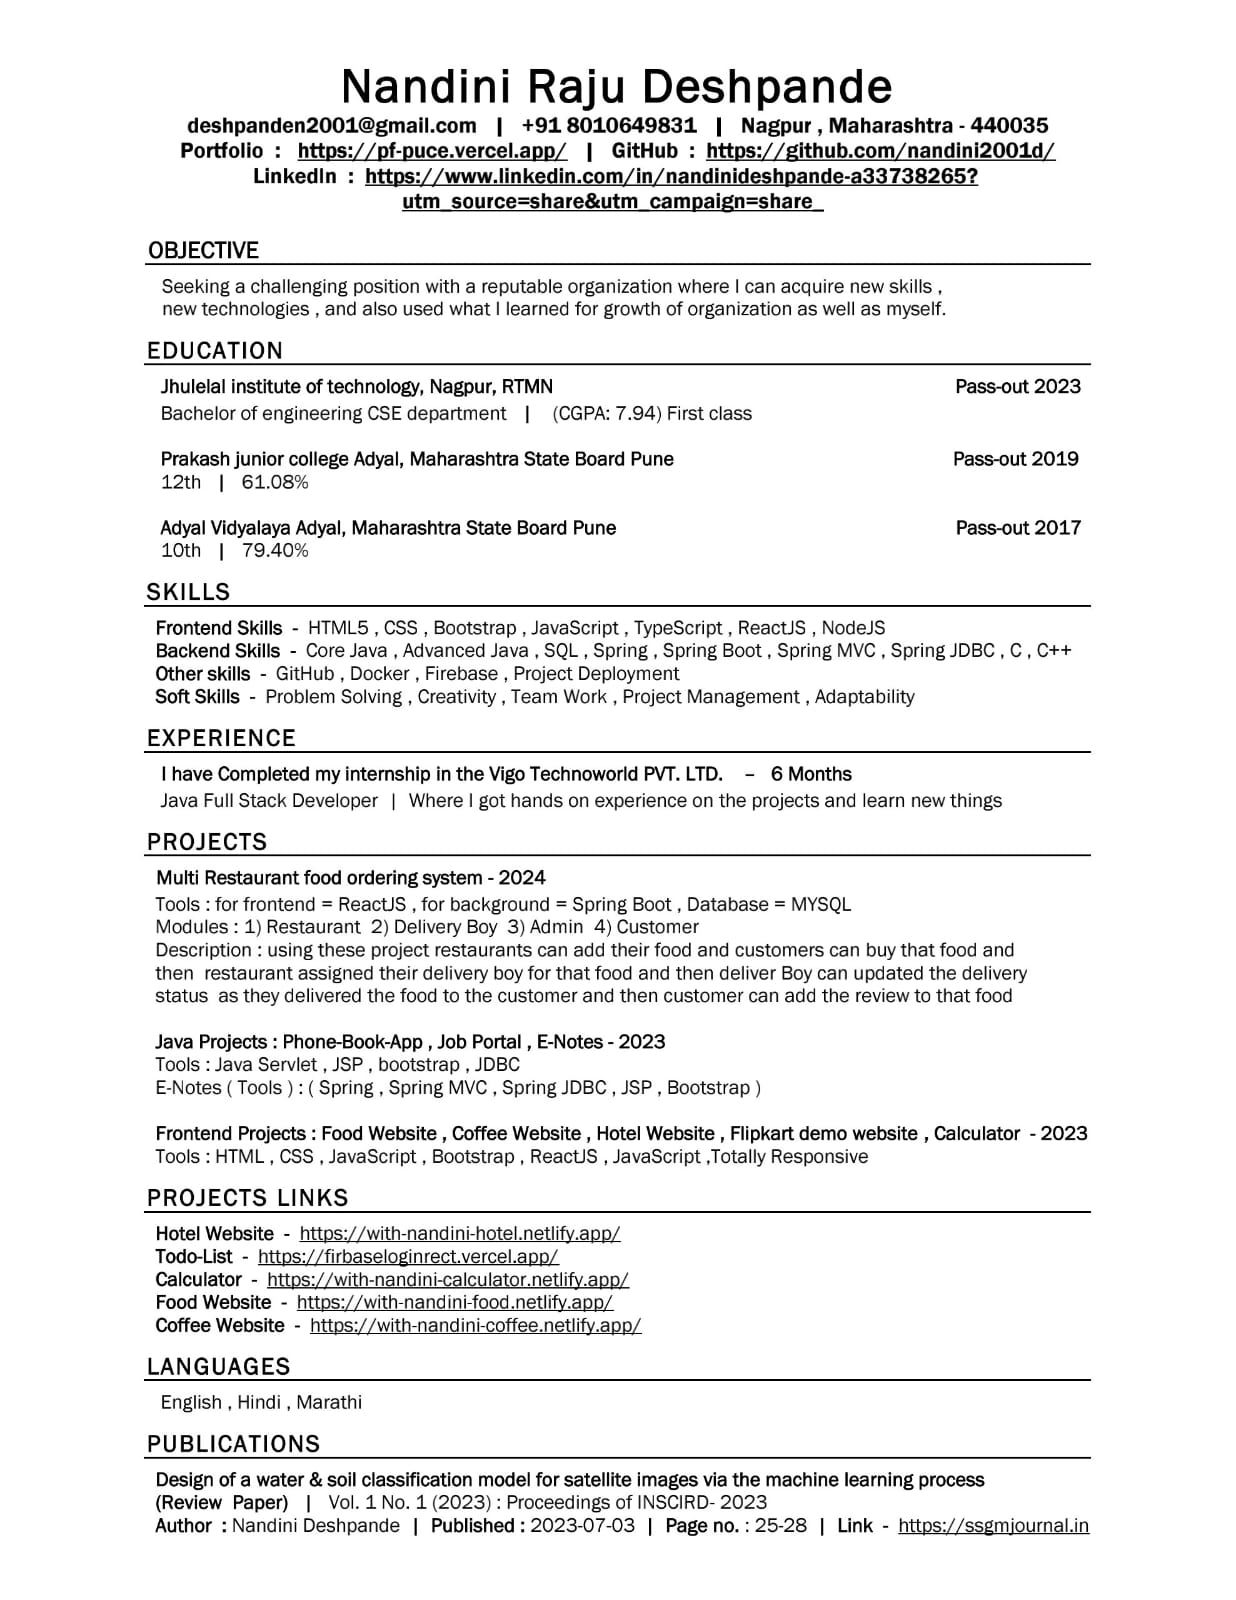 Nandini Raju Deshpande
deshpanden2001@gmail.com | +91 8010649831 | Nagpur , Maharashtra - 440035
Portfolio : https://pf-puce.vercel.app/ | GitHub : https://github.com/nandini2001d/
LinkedIn : https://www.linkedin.com/in/nandinideshpande-a33738265?
utm_source=share&utm_campaign=share_
OBJECTIVE
Seeking a challenging position with a reputable organization where I can acquire new skills ,
new technologies , and also used what I learned for growth of organization as well as myself.
EDUCATION
Jhulelal institute of technology, Nagpur, RTMN Pass-out 2023
Bachelor of engineering CSE department | (CGPA: 7.94) First class
Prakash junior college Adyal, Maharashtra State Board Pune Pass-out 2019
12th | 61.08%
Adyal Vidyalaya Adyal, Maharashtra State Board Pune Pass-out 2017
10th | 79.40%
SKILLS
Frontend Skills - HTML5 , CSS , Bootstrap , JavaScript , TypeScript , ReactJS , NodeJS
Backend Skills - Core Java , Advanced Java , SQL , Spring , Spring Boot , Spring MVC , Spring JDBC , C , C++
Other skills - GitHub , Docker , Firebase , Project Deployment
Soft Skills - Problem Solving , Creativity , Team Work , Project Management , Adaptability
EXPERIENCE
I have Completed my internship in the Vigo Technoworld PVT. LTD. – 6 Months
Java Full Stack Developer | Where I got hands on experience on the projects and learn new things
PROJECTS
Multi Restaurant food ordering system - 2024
Tools : for frontend = ReactJS , for background = Spring Boot , Database = MYSQL
Modules : 1) Restaurant 2) Delivery Boy 3) Admin 4) Customer
Description : using these project restaurants can add their food and customers can buy that food and
then restaurant assigned their delivery boy for that food and then deliver Boy can updated the delivery
status as they delivered the food to the customer and then customer can add the review to that food
Java Projects : Phone-Book-App , Job Portal , E-Notes - 2023
Tools : Java Servlet , JSP , bootstrap , JDBC
E-Notes ( Tools ) : ( Spring , Spring MVC , Spring JDBC , JSP , Bootstrap )
Frontend Projects : Food Website , Coffee Website , Hotel Website , Flipkart demo website , Calculator - 2023
Tools : HTML , CSS , JavaScript , Bootstrap , ReactJS , JavaScript ,Totally Responsive
PROJECTS LINKS
Hotel Website - https://with-nandini-hotel.netlify.app/
Todo-List - https://firbaseloginrect.vercel.app/
Calculator - https://with-nandini-calculator.netlify.app/
Food Website - https://with-nandini-food.netlify.app/
Coffee Website - https://with-nandini-coffee.netlify.app/
LANGUAGES
English , Hindi , Marathi
PUBLICATIONS
Design of a water & soil classification model for satellite images via the machine learning process
(Review Paper) | Vol. 1 No. 1 (2023) : Proceedings of INSCIRD- 2023
Author : Nandini Deshpande | Published : 2023-07-03 | Page no. : 25-28 | Link - https://ssgmjournal.in